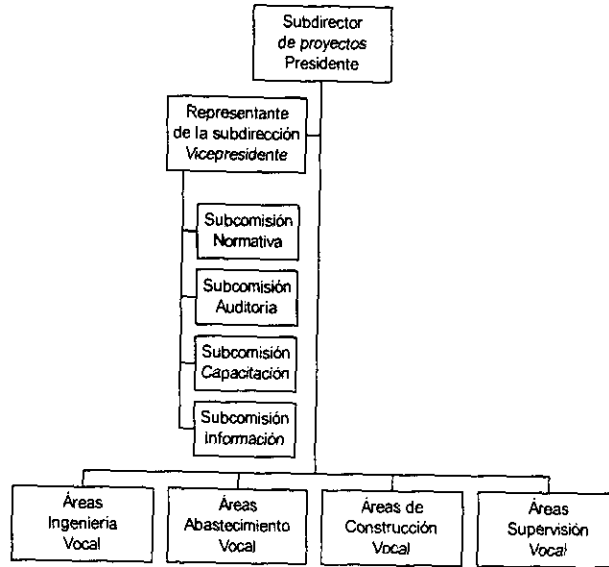 Subdirector
de proyectos
Presidente
Representante
de la subdirección
Vicepresidente
Subcomisión
Normativa
Subcomisión
Auditoria
Subcomisión
Capacitación
Subcomisión
Información
Áreas
Ingeniería
Vocal
Áreas
Abastecimiento
Vocal
Áreas de
Construcción
Vocal
Áreas
Supervisión
Vocal